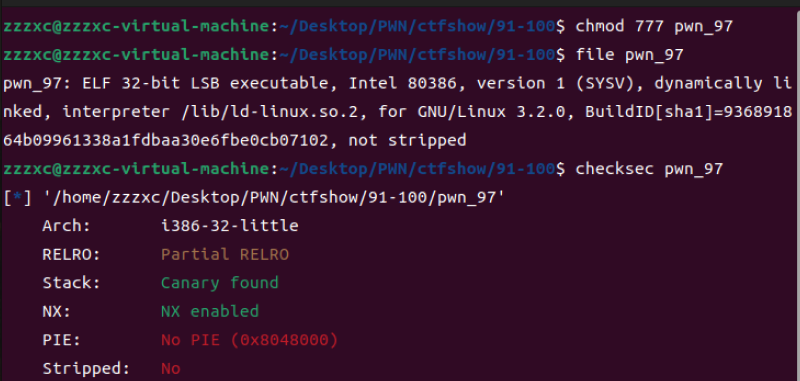 zzzxc@zzzxc-virtual-machine:~/Desktop/PWN/ctfshow/91-100$ chmod 777 pwn_97
zzzxc@zzzxc-virtual-machine:~/Desktop/PWN/ctfshow/91-100$ file pwn_97
pwn_97: ELF 32-bit LSB executable, Intel 80386, version 1 (SYSV), dynamically li
nked, interpreter /lib/ld-linux.so.2, for GNU/Linux 3.2.0, BuildID[sha1]=9368918
64b09961338a1fdbaa30e6fbe0cb07102, not stripped
zzzxc@zzzxc-virtual-machine:~/Desktop/PWN/ctfshow/91-100$ checksec pwn_97
[*] '/home/zzzxc/Desktop/PWN/ctfshow/91-100/pwn_97'
Arch: i386-32-little
RELRO: Partial RELRO
Stack: Canary found
NX: NX enabled
PIE: No PIE (0x8048000)
Stripped: No